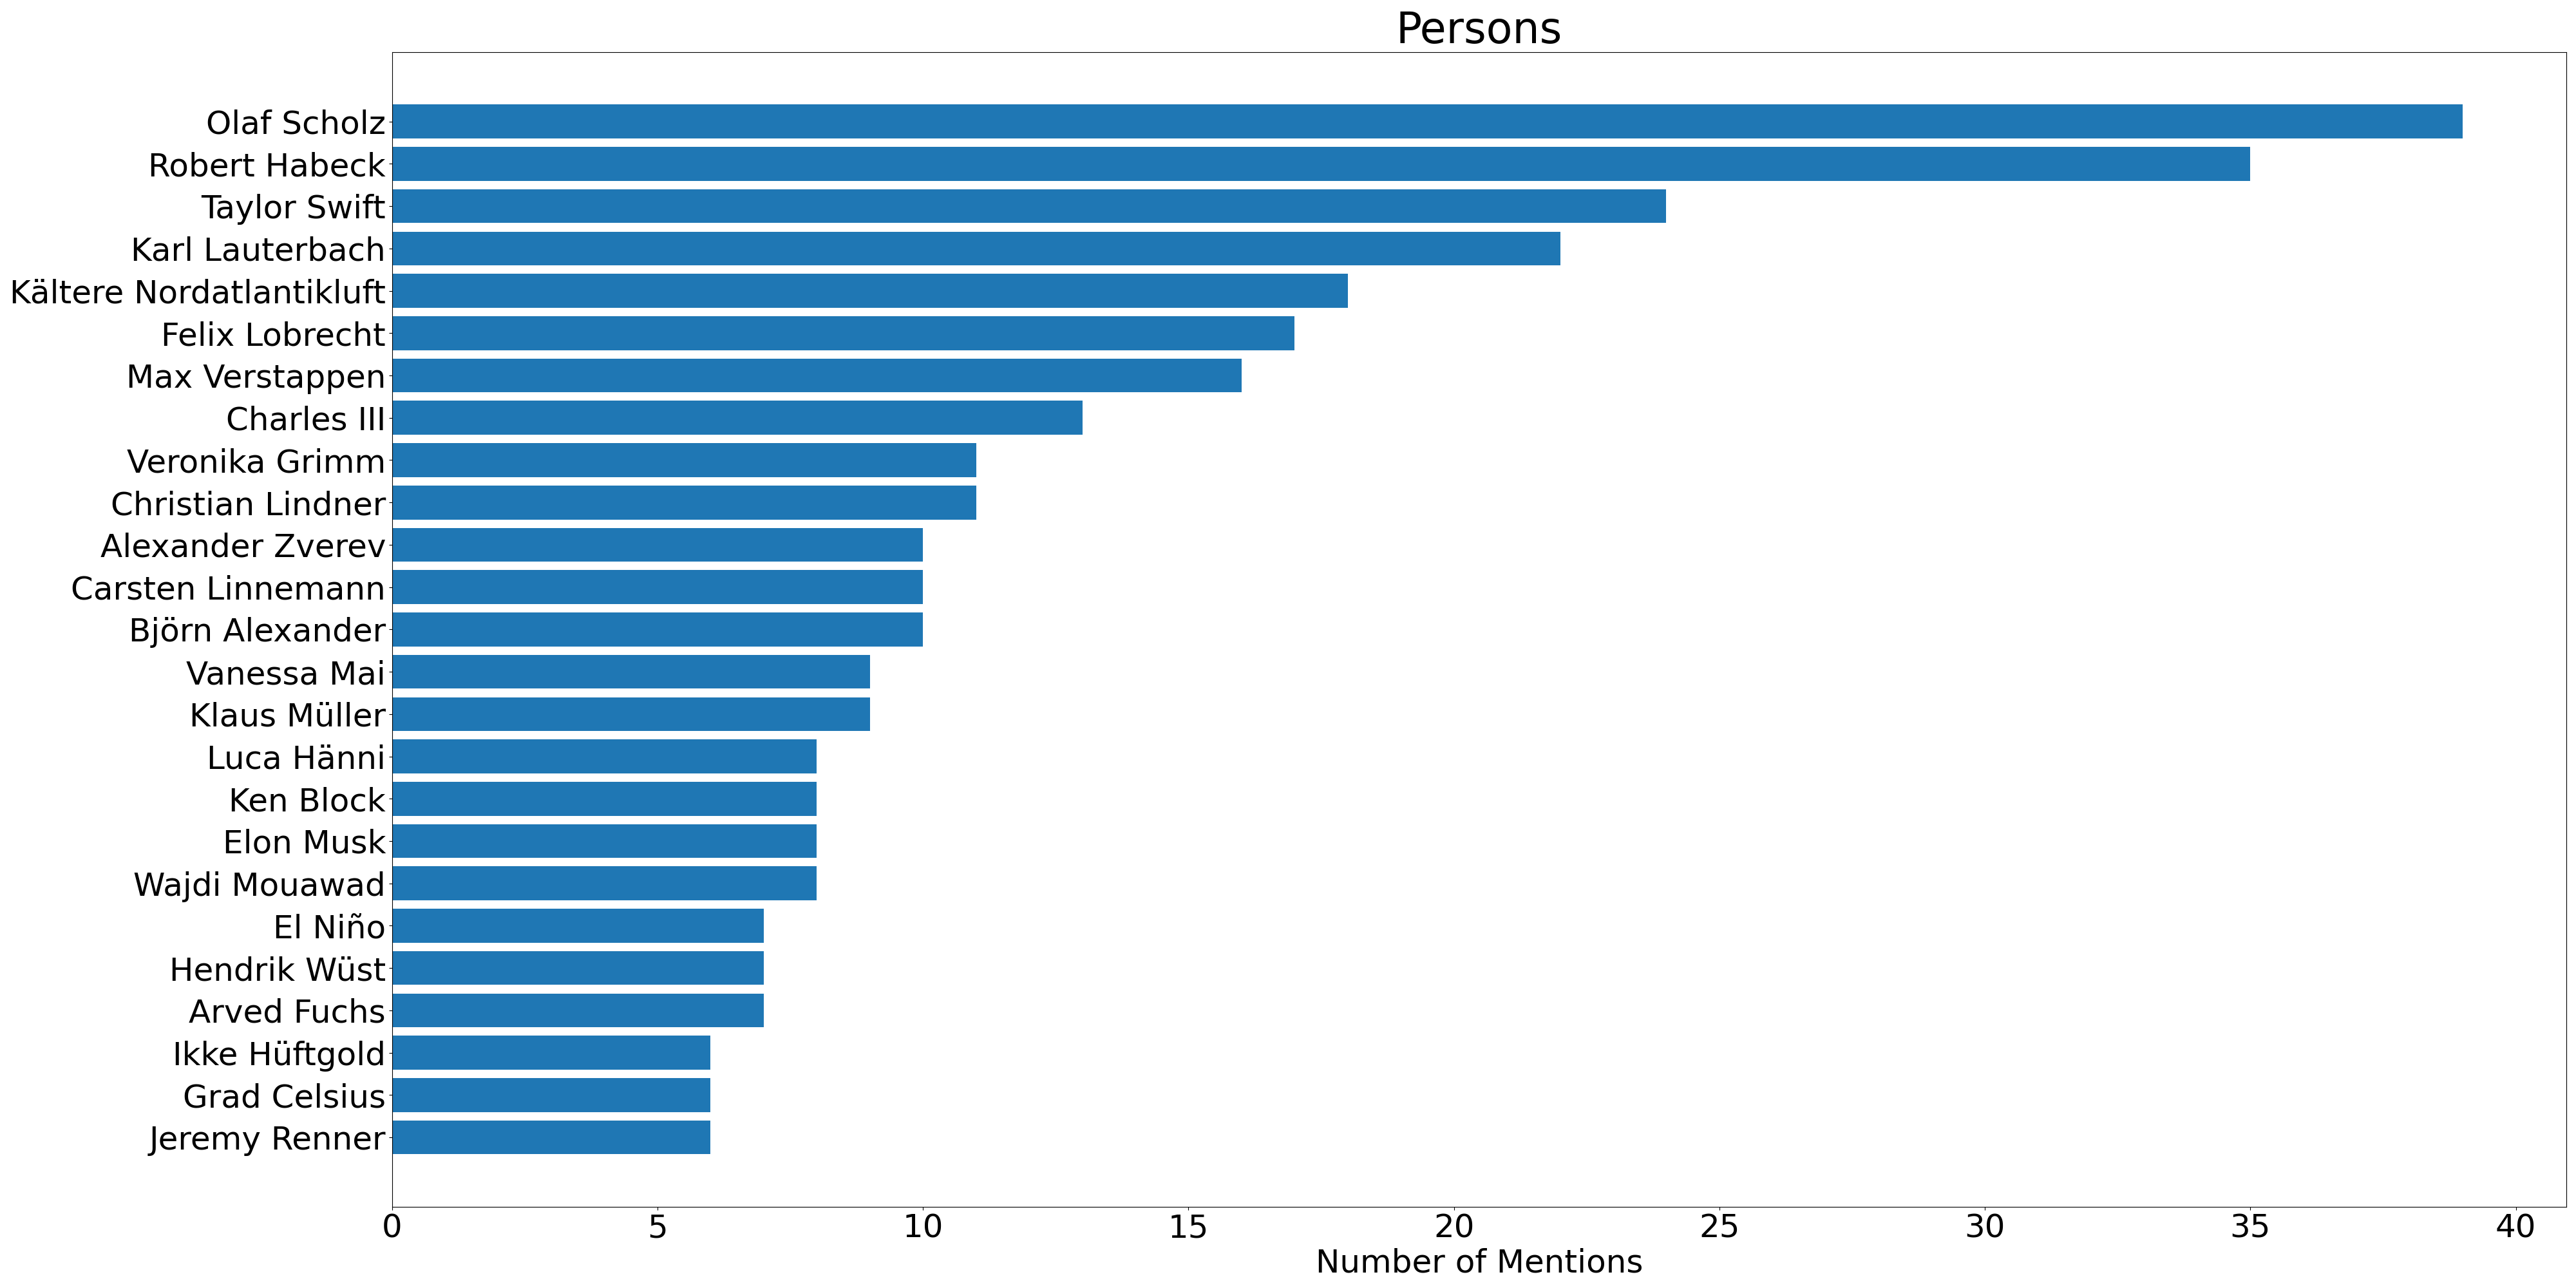 Persons
Olaf Scholz
Robert Habeck
Taylor Swift
Karl Lauterbach
Kältere Nordatlantikluft
Felix Lobrecht
Max Verstappen
Charles III
Veronika Grimm
Christian Lindner
Alexander Zverev
Carsten Linnemann
Björn Alexander
Vanessa Mai
Klaus Müller
Luca Hänni
Ken Block
Elon Musk
Wajdi Mouawad
El Niño
Hendrik Wüst
Arved Fuchs
Ikke Hüftgold
Grad Celsius
Jeremy Renner
0 5 10 15 20 25 30 35 40
Number of Mentions